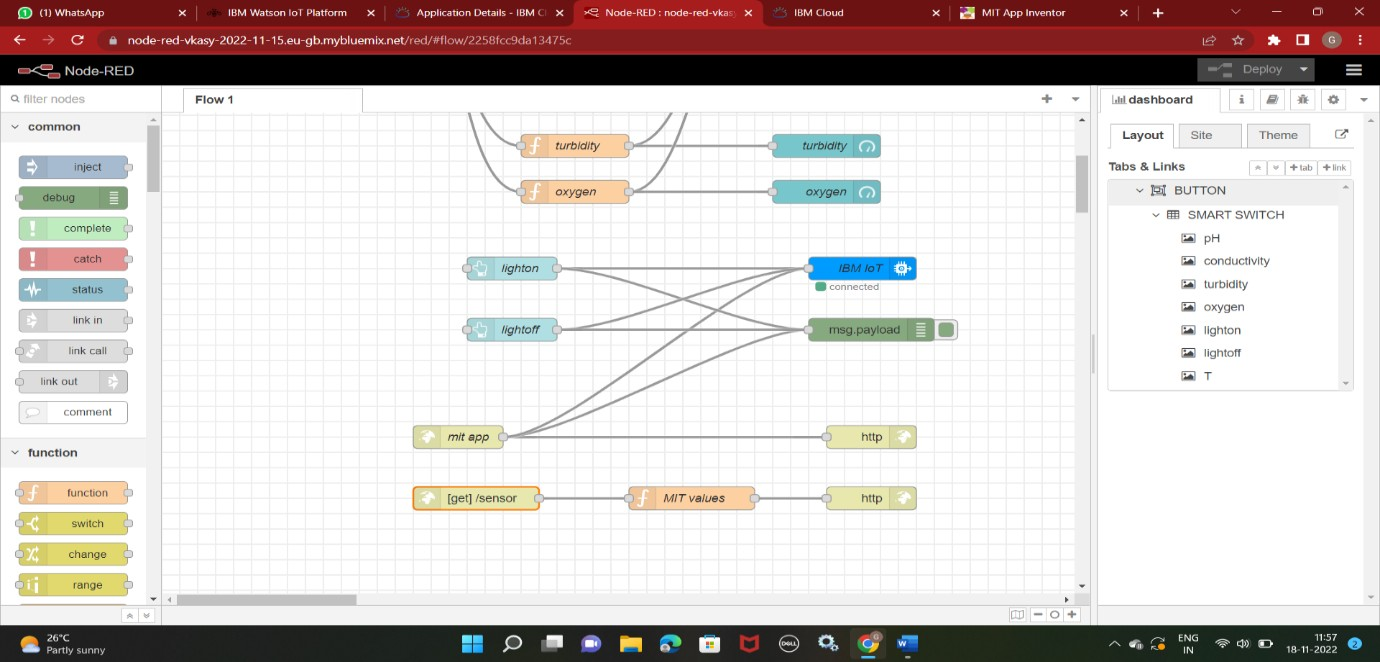 (1) WhatsApp
IBM Watson IoT Platform
Application Details - IBM Cl
Node-RED : node-red-vkas
IBM Cloud
MIT App Inventor
node-red-vkasy-2022-11-15.eu-gb.mybluemix.net/red/#flow/2258fcc9da13475c
G
Node-RED
Deploy
filter nodes
Flow 1
dashboard
common
inject
debug
complete
catch
status
link in
link call
link out
comment
function
function
switch
change
range
turbidity
turbidity
oxygen
oxygen
lighton
IBM IoT
connected
lightoff
msg.payload
mit app
http
[get] /sensor
MIT values
http
Layout
Site
Theme
Tabs & Links
+tab
+link
BUTTON
SMART SWITCH
pH
conductivity
turbidity
oxygen
lighton
lightoff
T
26°C
Partly sunny
DELL
ENG
IN
11:57
18-11-2022
2